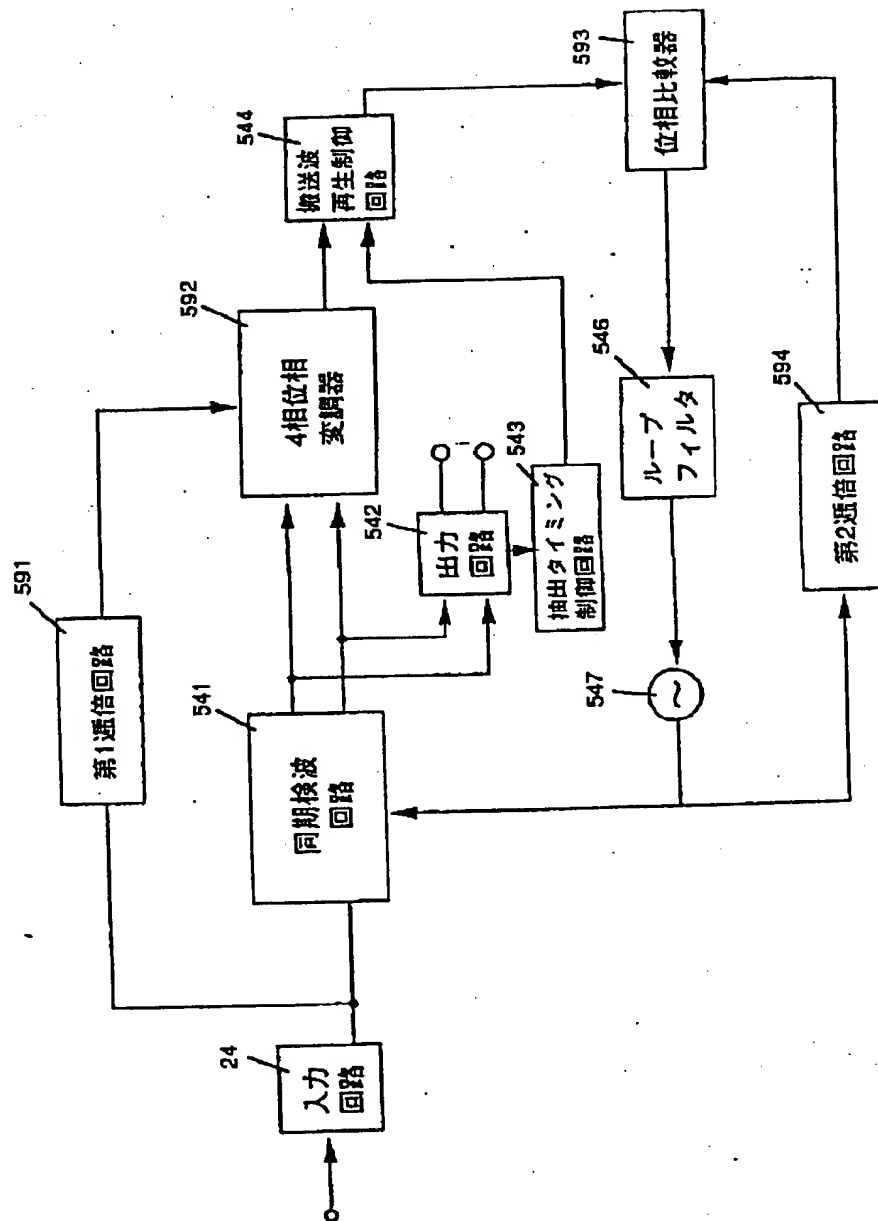 24
入力
回路
591
第1逓倍回路
541
同期検波
回路
592
4相位相
変調器
542
出力
回路
543
抽出タイミング
制御回路
544
搬送波
再生制御
回路
593
位相比較器
546
ループ
フィルタ
547
~
594
第2逓倍回路